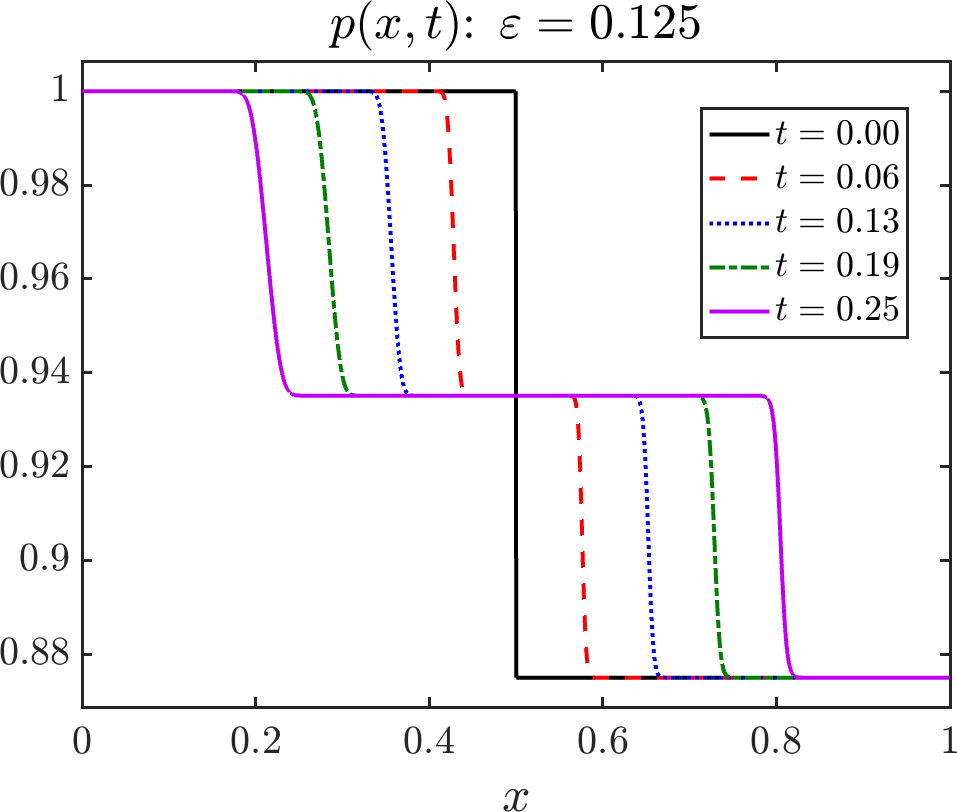 p(x, t): ε = 0.125
1
0.98
0.96
0.94
0.92
0.9
0.88
t = 0.00
t = 0.06
t = 0.13
t = 0.19
t = 0.25
0 0.2 0.4 0.6 0.8 1
x